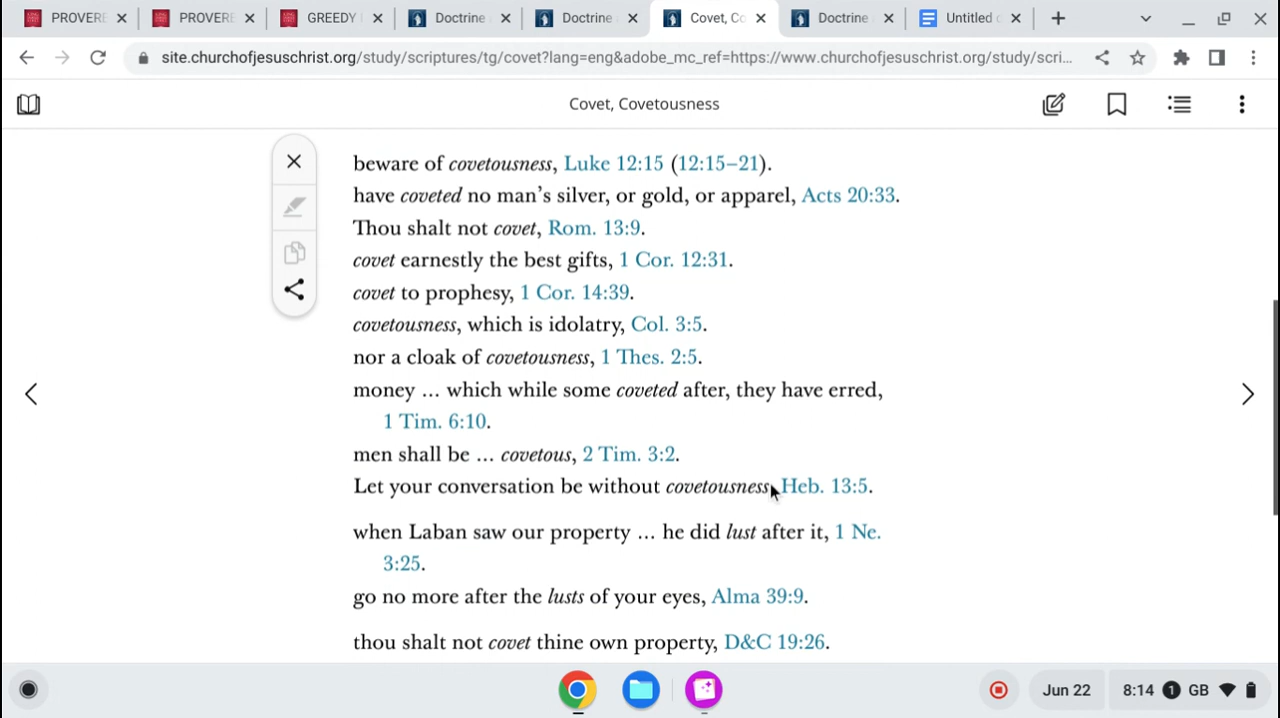 PROVERE
PROVERE
GREEDY
Doctrine
Doctrine
Covet, Co
Doctrine
Untitled
site.churchofjesuschrist.org/study/scriptures/tg/covet?lang=eng&adobe_mc_ref=https://www.churchofjesuschrist.org/study/scri...
Covet, Covetousness
beware of covetousness, Luke 12:15 (12:15–21).
have coveted no man's silver, or gold, or apparel, Acts 20:33.
Thou shalt not covet, Rom. 13:9.
covet earnestly the best gifts, 1 Cor. 12:31.
covet to prophesy, 1 Cor. 14:39.
covetousness, which is idolatry, Col. 3:5.
nor a cloak of covetousness, 1 Thes. 2:5.
money … which while some coveted after, they have erred,
1 Tim. 6:10.
men shall be … covetous, 2 Tim. 3:2.
Let your conversation be without covetousness, Heb. 13:5.
when Laban saw our property … he did lust after it, 1 Ne.
3:25.
go no more after the lusts of your eyes, Alma 39:9.
thou shalt not covet thine own property, D&C 19:26.
Jun 22
8:14 1 GB